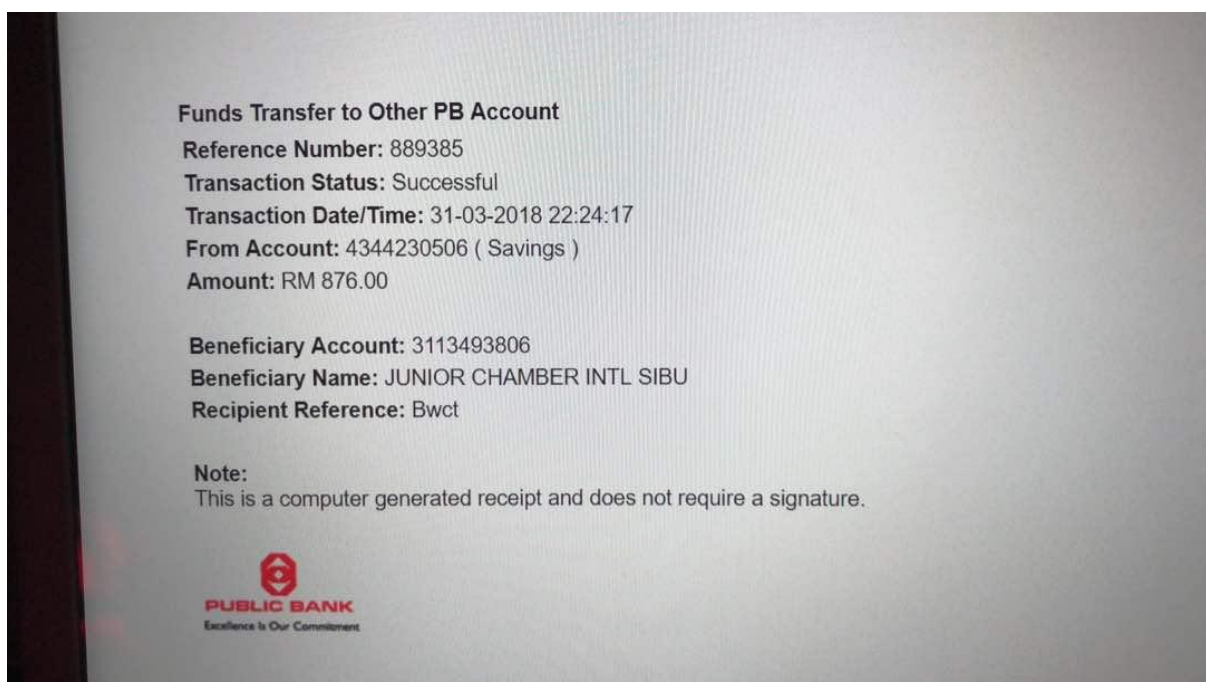 Funds Transfer to Other PB Account
Reference Number: 889385
Transaction Status: Successful
Transaction Date/Time: 31-03-2018 22:24:17
From Account: 4344230506 ( Savings )
Amount: RM 876.00
Beneficiary Account: 3113493806
Beneficiary Name: JUNIOR CHAMBER INTL SIBU
Recipient Reference: Bwct
Note:
This is a computer generated receipt and does not require a signature.
PUBLIC BANK
Excellence Is Our Commitment